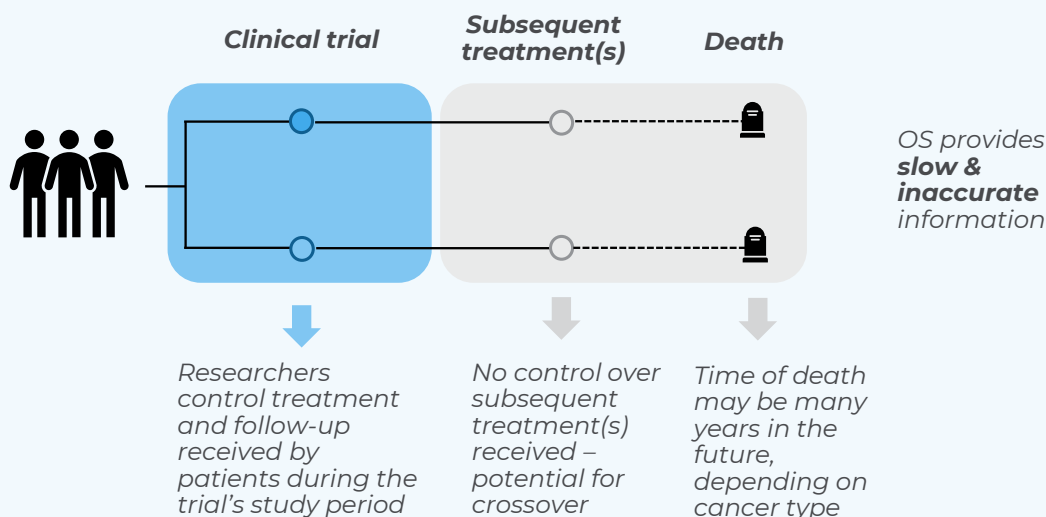 Clinical trial
Subsequent
treatment(s)
Death
OS provides
slow &
inaccurate
information
Researchers
control treatment
and follow-up
received by
patients during the
trial's study period
No control over
subsequent
treatment(s)
received –
potential for
crossover
Time of death
may be many
years in the
future,
depending on
cancer type